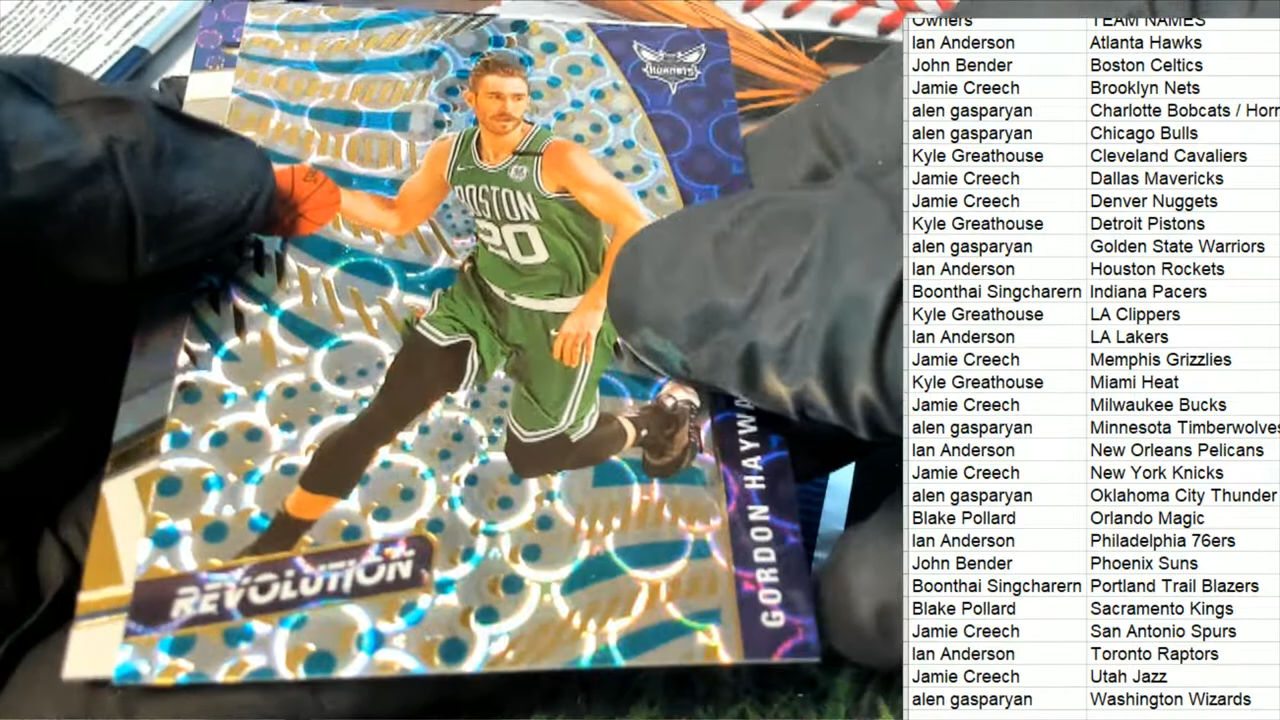 HORNETS
BOSTON
20
REVOLUTION
GORDON HAYWA
Owners TEAM NAMES
Ian Anderson Atlanta Hawks
John Bender Boston Celtics
Jamie Creech Brooklyn Nets
alen gasparyan Charlotte Bobcats / Horr
alen gasparyan Chicago Bulls
Kyle Greathouse Cleveland Cavaliers
Jamie Creech Dallas Mavericks
Jamie Creech Denver Nuggets
Kyle Greathouse Detroit Pistons
alen gasparyan Golden State Warriors
Ian Anderson Houston Rockets
Boonthai Singcharern Indiana Pacers
Kyle Greathouse LA Clippers
Ian Anderson LA Lakers
Jamie Creech Memphis Grizzlies
Kyle Greathouse Miami Heat
Jamie Creech Milwaukee Bucks
alen gasparyan Minnesota Timberwolves
Ian Anderson New Orleans Pelicans
Jamie Creech New York Knicks
alen gasparyan Oklahoma City Thunder
Blake Pollard Orlando Magic
Ian Anderson Philadelphia 76ers
John Bender Phoenix Suns
Boonthai Singcharern Portland Trail Blazers
Blake Pollard Sacramento Kings
Jamie Creech San Antonio Spurs
Ian Anderson Toronto Raptors
Jamie Creech Utah Jazz
alen gasparyan Washington Wizards